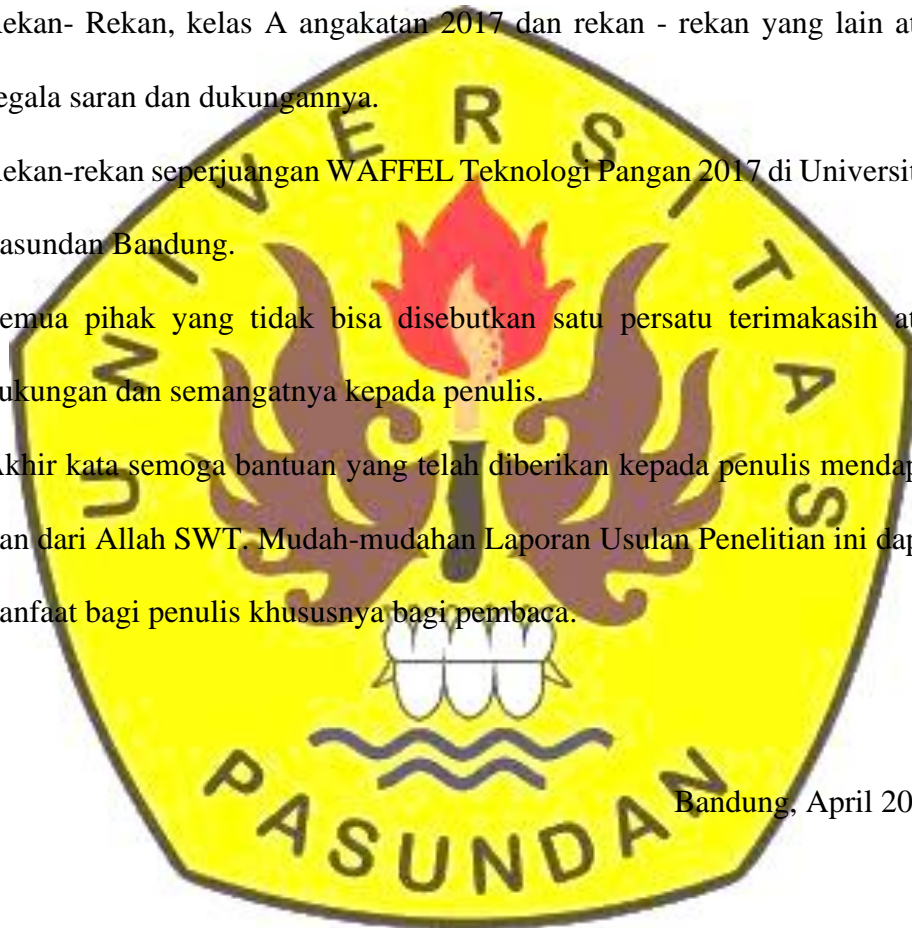 ekan- Rekan, kelas A angakatan 2017 dan rekan - rekan yang lain at
egala saran dan dukungannya.
ekan-rekan seperjuangan WAFFEL Teknologi Pangan 2017 di Universit
asundan Bandung.
emua pihak yang tidak bisa disebutkan satu persatu terimakasih at
ukungan dan semangatnya kepada penulis.
Akhir kata semoga bantuan yang telah diberikan kepada penulis mendap
an dari Allah SWT. Mudah-mudahan Laporan Usulan Penelitian ini dap
anfaat bagi penulis khususnya bagi pembaca.
Bandung, April 20
UNIVERSITAS
PASUNDAN